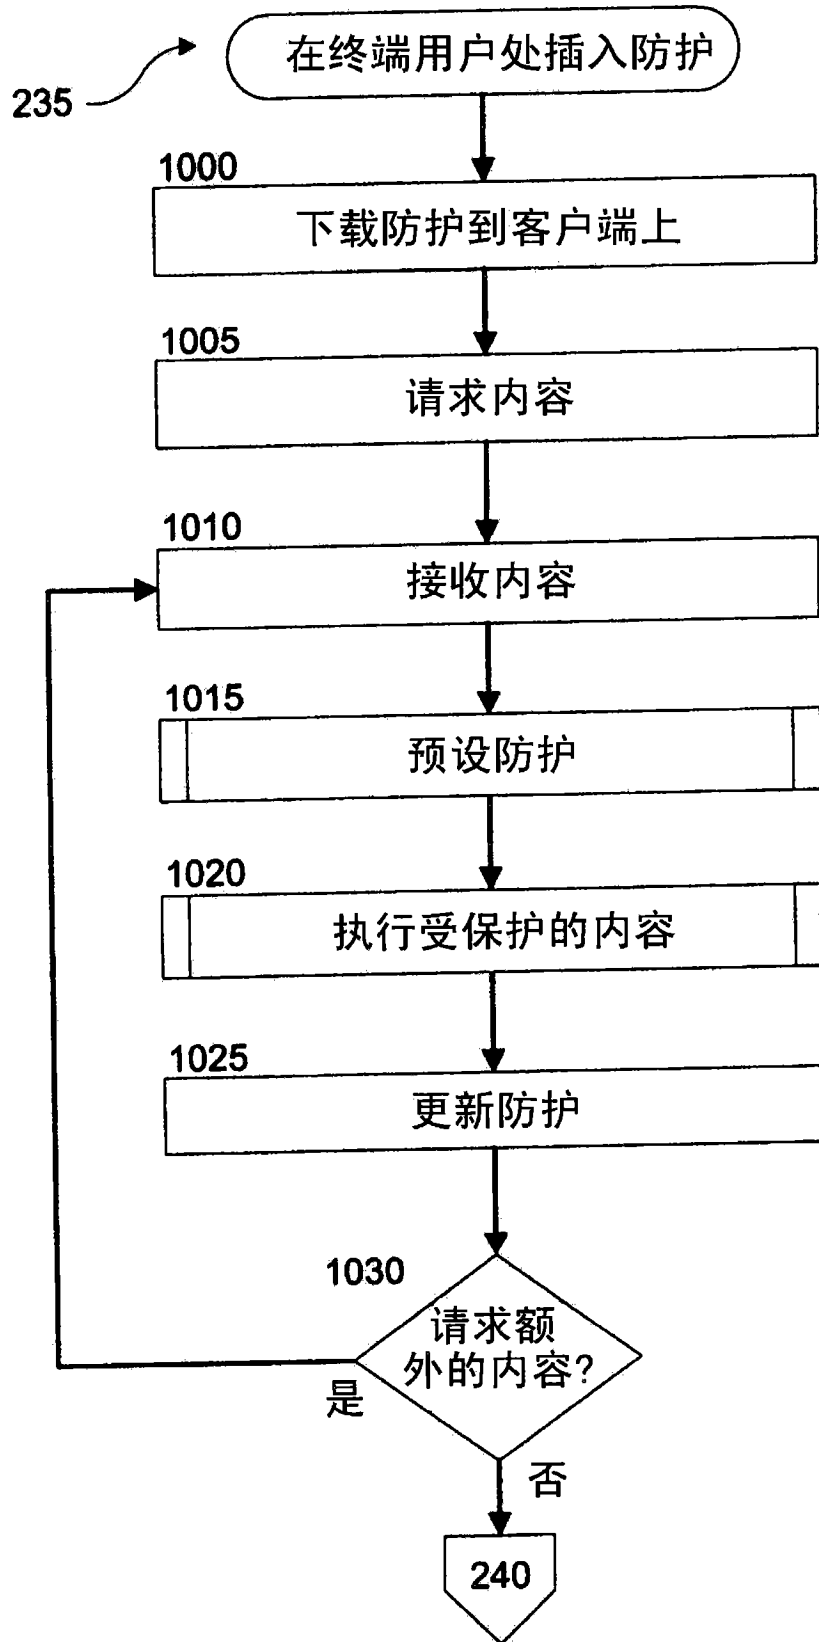 在终端用户处插入防护
235
1000
下载防护到客户端上
1005
请求内容
1010
接收内容
1015
预设防护
1020
执行受保护的内容
1025
更新防护
1030
请求额
外的内容?
是
否
240